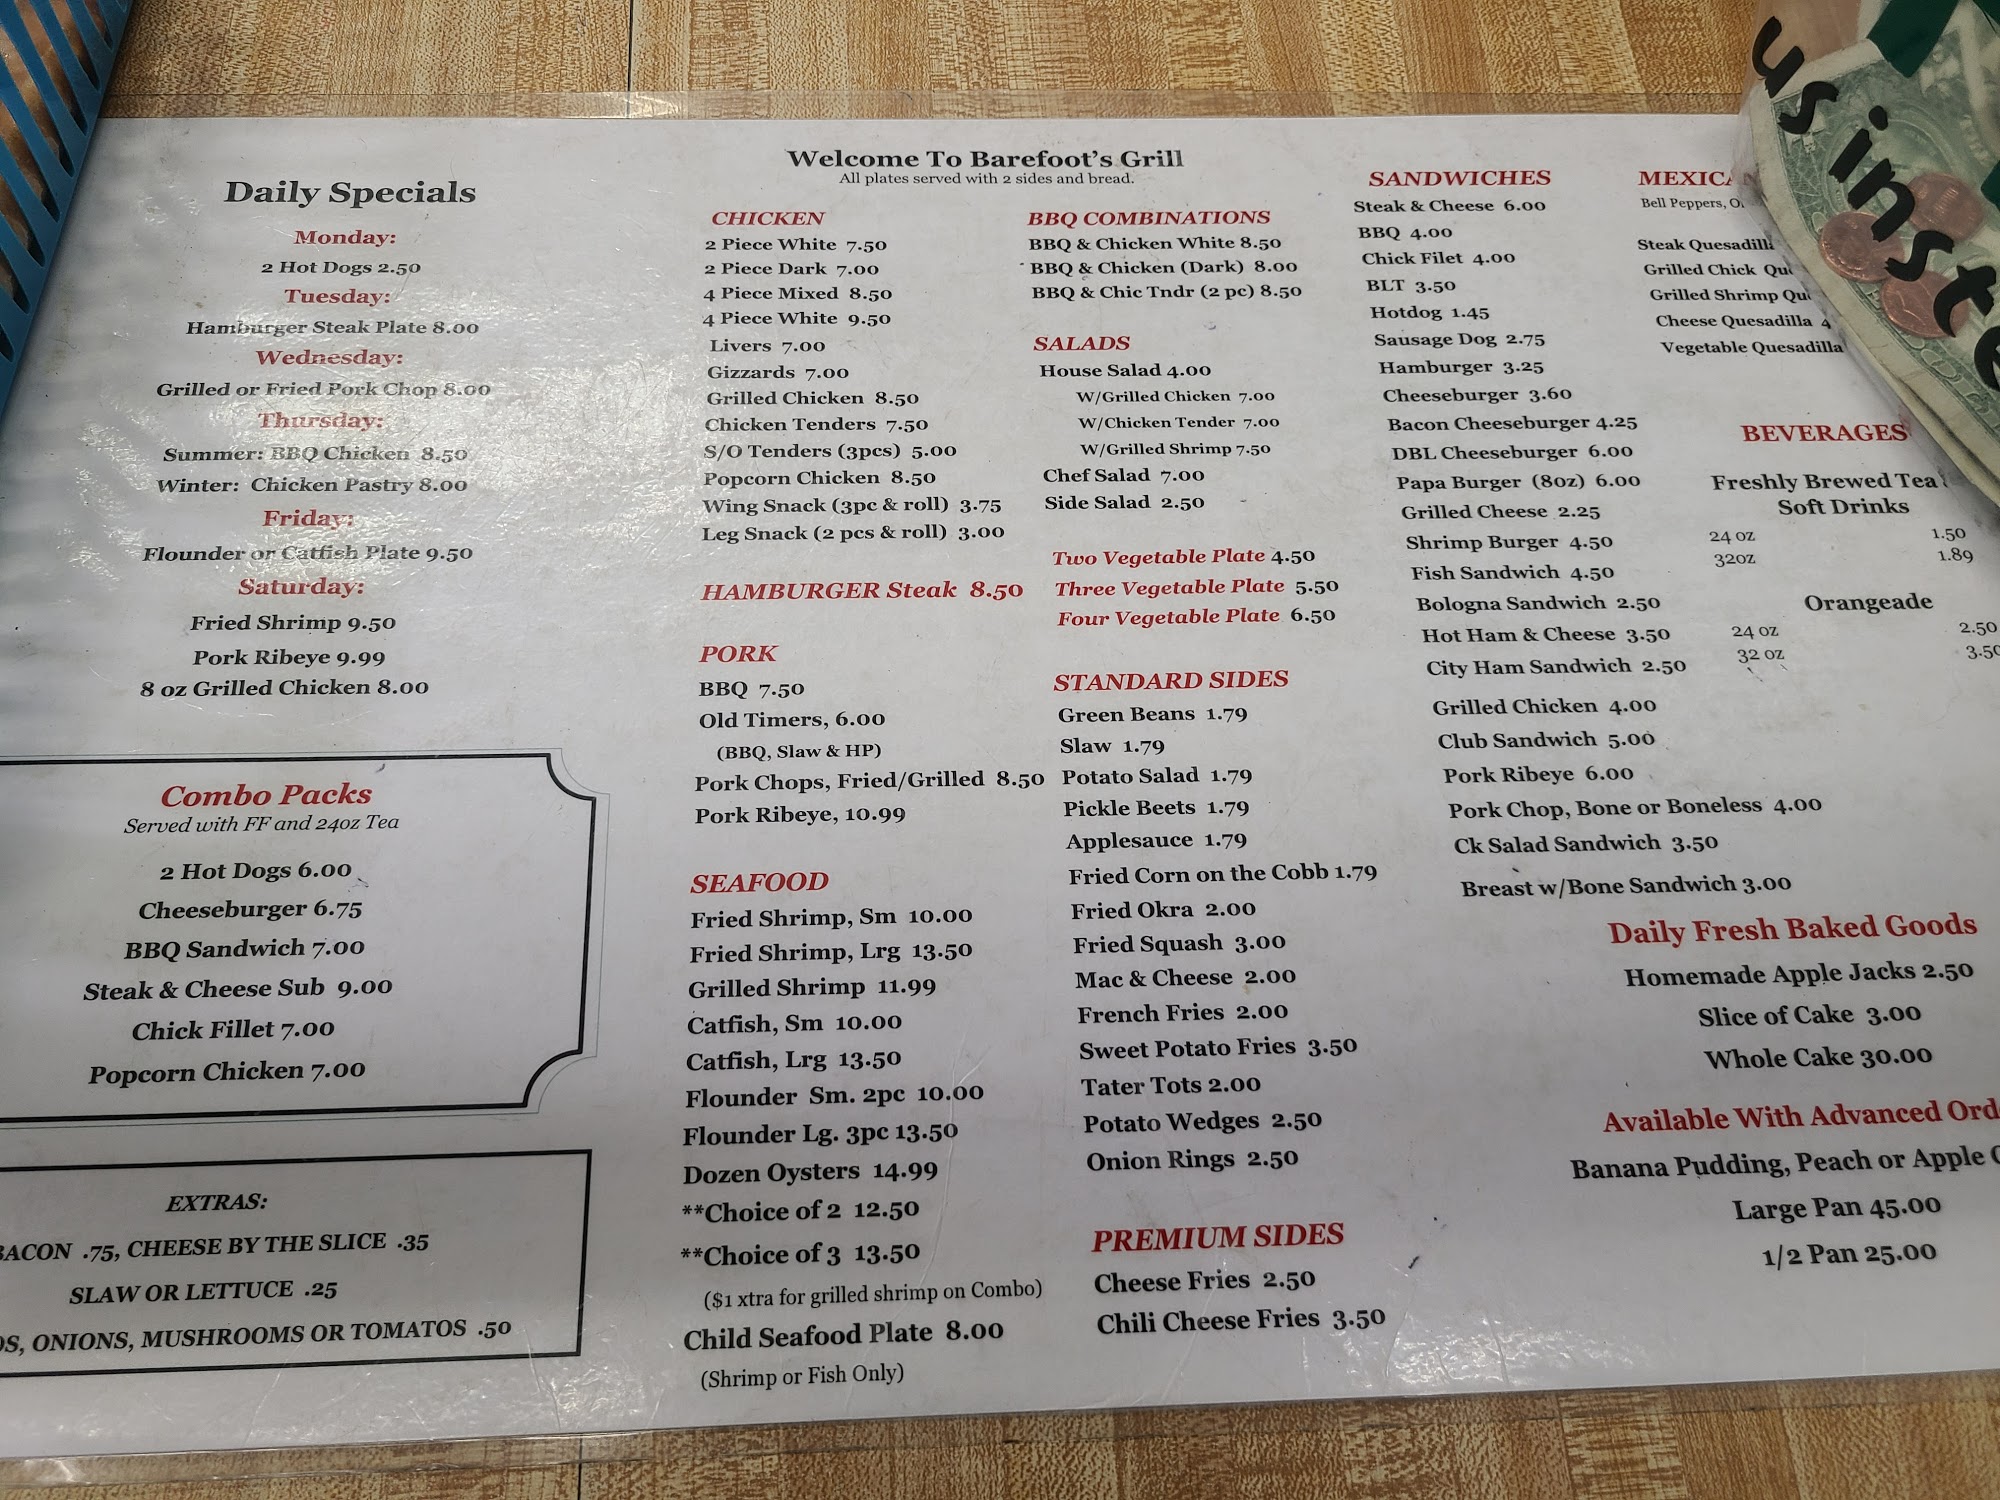 Welcome To Barefoot's Grill
All plates served with 2 sides and bread.
Daily Specials
Monday:
2 Hot Dogs 2.50
Tuesday:
Hamburger Steak Plate 8.00
Wednesday:
Grilled or Fried Pork Chop 8.00
Thursday:
Summer: BBQ Chicken 8.50
Winter: Chicken Pastry 8.00
Friday:
Flounder or Catfish Plate 9.50
Saturday:
Fried Shrimp 9.50
Pork Ribeye 9.99
8 oz Grilled Chicken 8.00
Combo Packs
Served with FF and 24oz Tea
2 Hot Dogs 6.00
Cheeseburger 6.75
BBQ Sandwich 7.00
Steak & Cheese Sub 9.00
Chick Fillet 7.00
Popcorn Chicken 7.00
EXTRAS:
BACON .75, CHEESE BY THE SLICE .35
SLAW OR LETTUCE .25
ONIONS, MUSHROOMS OR TOMATOS .50
CHICKEN
2 Piece White 7.50
2 Piece Dark 7.00
4 Piece Mixed 8.50
4 Piece White 9.50
Livers 7.00
Gizzards 7.00
Grilled Chicken 8.50
Chicken Tenders 7.50
S/O Tenders (3pcs) 5.00
Popcorn Chicken 8.50
Wing Snack (3pc & roll) 3.75
Leg Snack (2 pcs & roll) 3.00
HAMBURGER Steak 8.50
PORK
BBQ 7.50
Old Timers, 6.00
(BBQ, Slaw & HP)
Pork Chops, Fried/Grilled 8.50
Pork Ribeye, 10.99
SEAFOOD
Fried Shrimp, Sm 10.00
Fried Shrimp, Lrg 13.50
Grilled Shrimp 11.99
Catfish, Sm 10.00
Catfish, Lrg 13.50
Flounder Sm. 2pc 10.00
Flounder Lg. 3pc 13.50
Dozen Oysters 14.99
**Choice of 2 12.50
**Choice of 3 13.50
($1 xtra for grilled shrimp on Combo)
Child Seafood Plate 8.00
(Shrimp or Fish Only)
BBQ COMBINATIONS
BBQ & Chicken White 8.50
BBQ & Chicken (Dark) 8.00
BBQ & Chic Tndr (2 pc) 8.50
SALADS
House Salad 4.00
W/Grilled Chicken 7.00
W/Chicken Tender 7.00
W/Grilled Shrimp 7.50
Chef Salad 7.00
Side Salad 2.50
Two Vegetable Plate 4.50
Three Vegetable Plate 5.50
Four Vegetable Plate 6.50
STANDARD SIDES
Green Beans 1.79
Slaw 1.79
Potato Salad 1.79
Pickle Beets 1.79
Applesauce 1.79
Fried Corn on the Cobb 1.79
Fried Okra 2.00
Fried Squash 3.00
Mac & Cheese 2.00
French Fries 2.00
Sweet Potato Fries 3.50
Tater Tots 2.00
Potato Wedges 2.50
Onion Rings 2.50
PREMIUM SIDES
Cheese Fries 2.50
Chili Cheese Fries 3.50
SANDWICHES
Steak & Cheese 6.00
BBQ 4.00
Chick Filet 4.00
BLT 3.50
Hotdog 1.45
Sausage Dog 2.75
Hamburger 3.25
Cheeseburger 3.60
Bacon Cheeseburger 4.25
DBL Cheeseburger 6.00
Papa Burger (8oz) 6.00
Grilled Cheese 2.25
Shrimp Burger 4.50
Fish Sandwich 4.50
Bologna Sandwich 2.50
Hot Ham & Cheese 3.50
City Ham Sandwich 2.50
Grilled Chicken 4.00
Club Sandwich 5.00
Pork Ribeye 6.00
Pork Chop, Bone or Boneless 4.00
Ck Salad Sandwich 3.50
Breast w/Bone Sandwich 3.00
Bell Peppers,
Steak Quesadilla
Grilled Chick
Grilled Shrimp
Cheese Quesadilla
Vegetable Quesadilla
BEVERAGES
Freshly Brewed Tea
Soft Drinks
24 oz 1.50
32oz 1.89
Orangeade
24 oz 2.50
32 oz 3.50
Daily Fresh Baked Goods
Homemade Apple Jacks 2.50
Slice of Cake 3.00
Whole Cake 30.00
Available With Advanced
Banana Pudding, Peach or Apple
Large Pan 45.00
1/2 Pan 25.00
us in